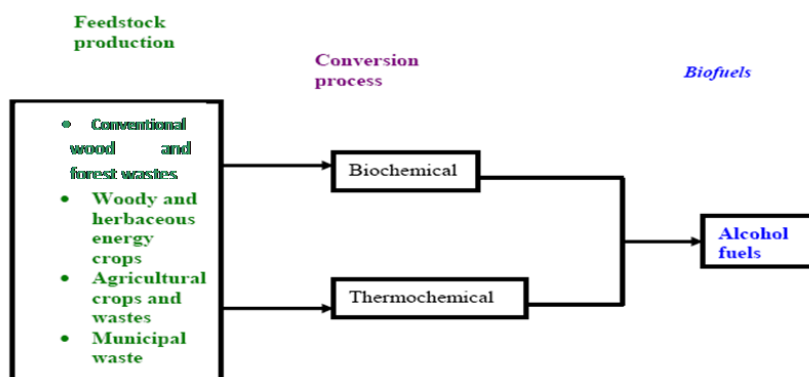 Feedstock
production
Conversion
process
Biofuels
• Conventional
wood and
forest wastes
• Woody and
herbaceous
energy
crops
• Agricultural
crops and
wastes
• Municipal
waste
Biochemical
Thermochemical
Alcohol
fuels